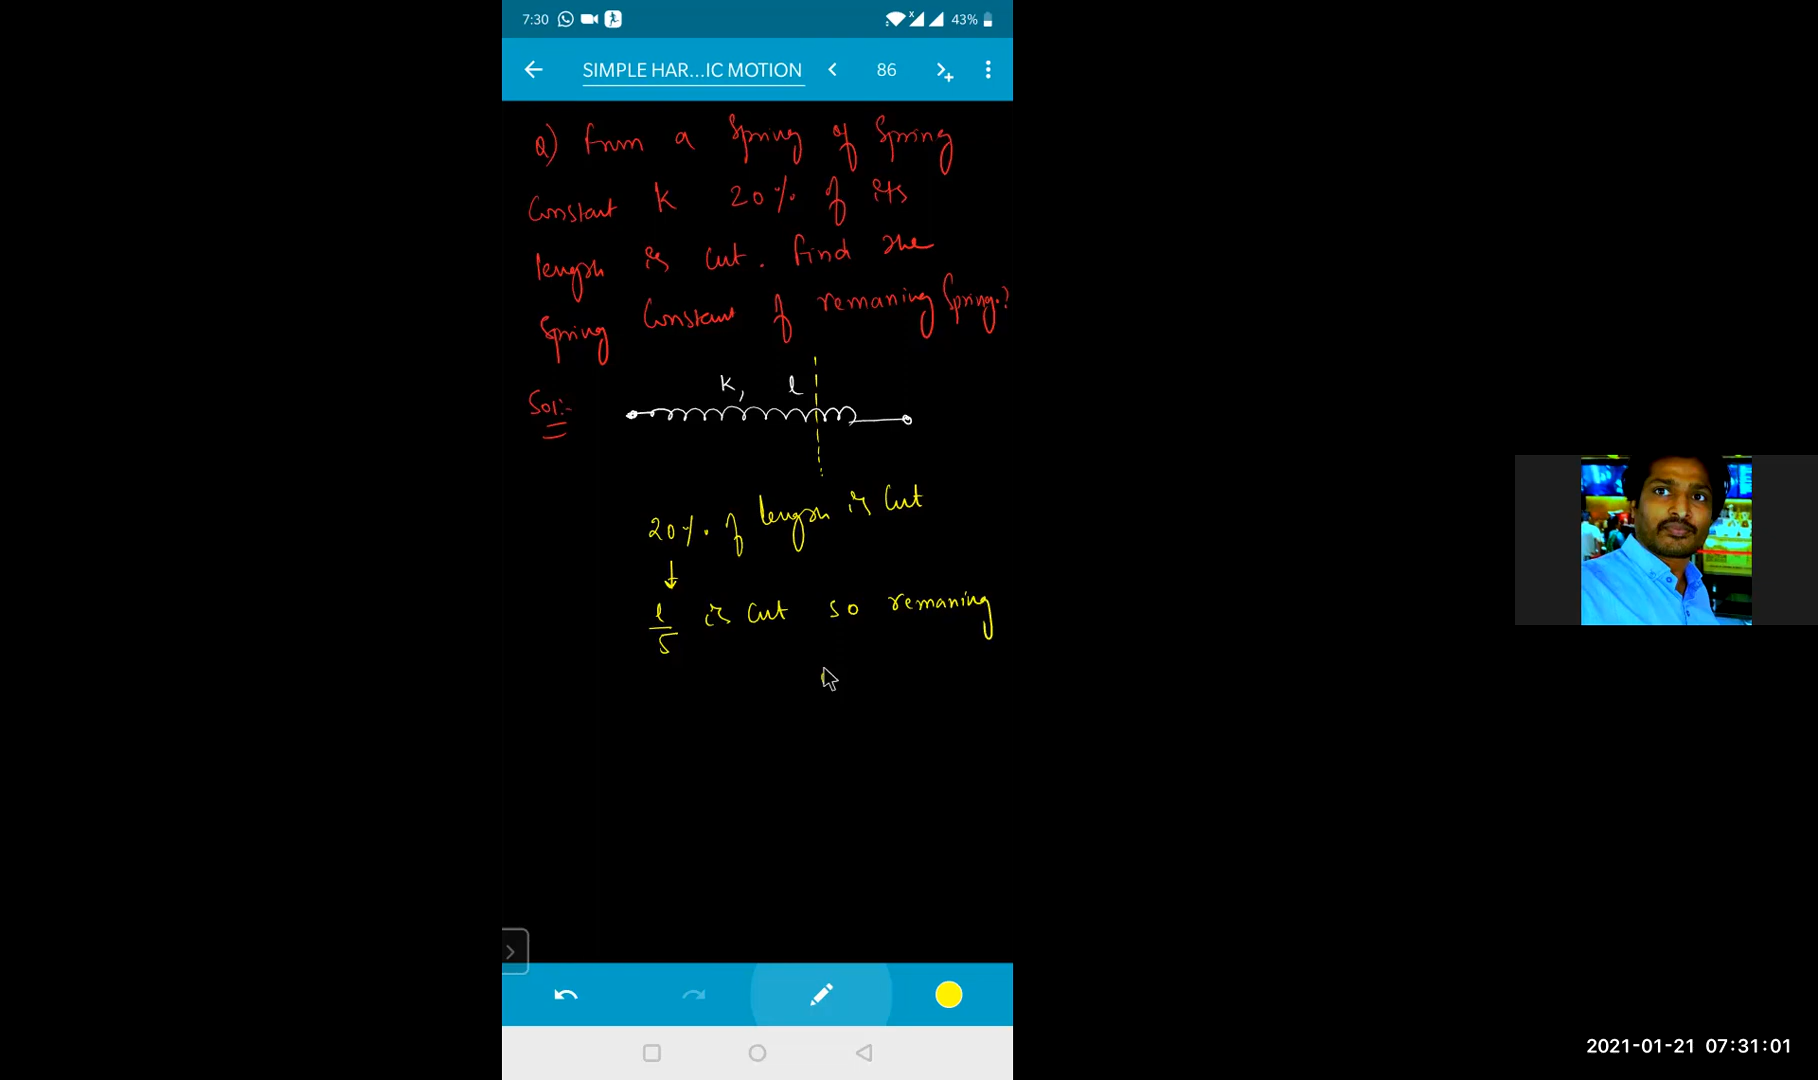 7:30
43%
SIMPLE HAR...IC MOTION
86
Q) From a Spring of Spring
Constant K 20% of its
length is cut. find the
Spring Constant of remaning Spring.?
Sol:-
K, l
20%. of length is Cut
l/5 is Cut so remaning
2021-01-21 07:31:01